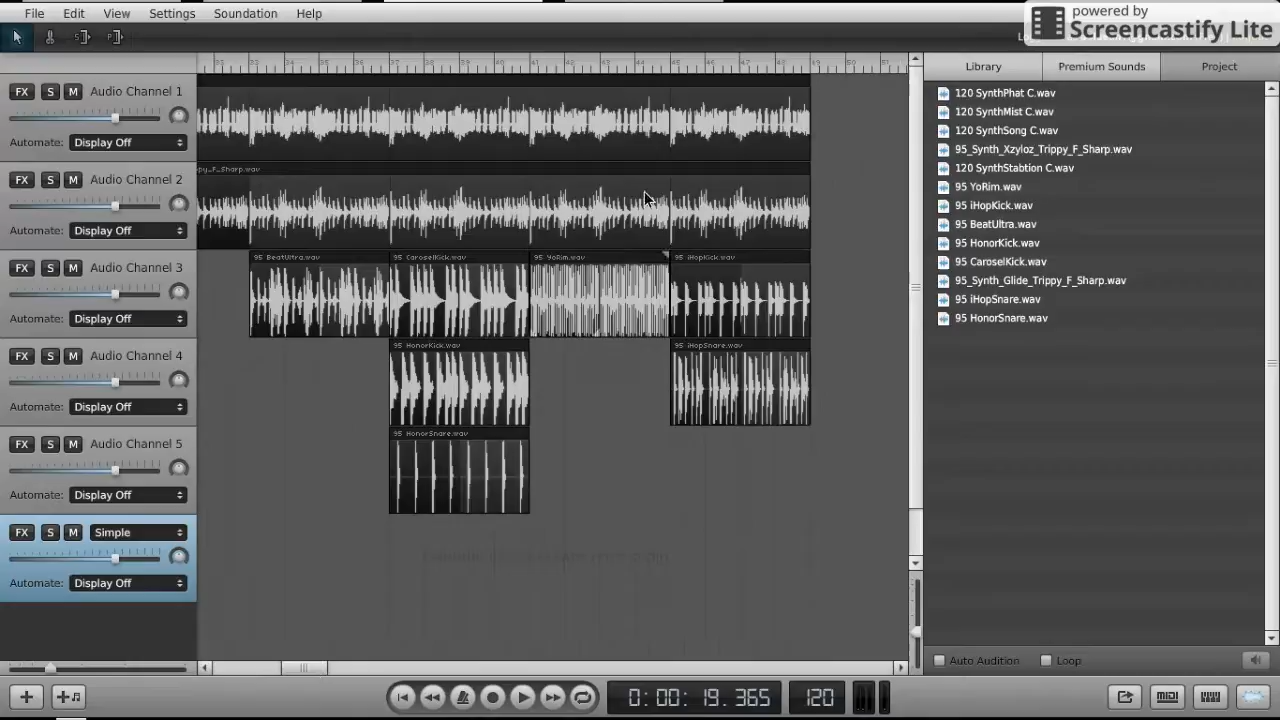 powered by
Screencastify Lite
File Edit View Settings Soundation Help
Library Premium Sounds Project
FX S M Audio Channel 1
Automate: Display Off
FX S M Audio Channel 2
Automate: Display Off
FX S M Audio Channel 3
Automate: Display Off
FX S M Audio Channel 4
Automate: Display Off
FX S M Audio Channel 5
Automate: Display Off
FX S M Simple
Automate: Display Off
py_F_Sharp.wav
95 BeatUltra.wav 95 CaroselKick.wav 95 YoRim.wav 95 iHopKick.wav
95 HonorKick.wav 95 iHopSnare.wav
95 HonorSnare.wav
120 SynthPhat C.wav
120 SynthMist C.wav
120 SynthSong C.wav
95_Synth_Xzyloz_Trippy_F_Sharp.wav
120 SynthStabtion C.wav
95 YoRim.wav
95 iHopKick.wav
95 BeatUltra.wav
95 HonorKick.wav
95 CaroselKick.wav
95_Synth_Glide_Trippy_F_Sharp.wav
95 iHopSnare.wav
95 HonorSnare.wav
Auto Audition Loop
0: 00: 19. 365 120
MIDI